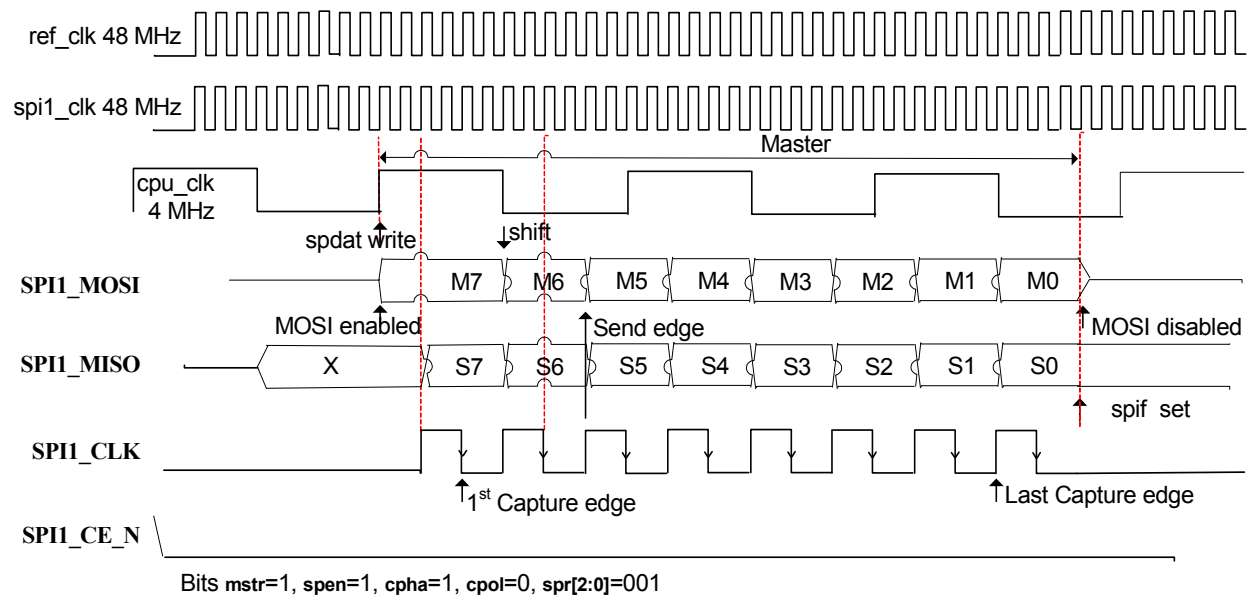 ref_clk 48 MHz
spi1_clk 48 MHz
Master
cpu_clk
4 MHz
spdat write
shift
SPI1_MOSI
M7 M6 M5 M4 M3 M2 M1 M0
MOSI enabled
Send edge
MOSI disabled
SPI1_MISO
X S7 S6 S5 S4 S3 S2 S1 S0
spif set
SPI1_CLK
1st Capture edge
Last Capture edge
SPI1_CE_N
Bits mstr=1, spen=1, cpha=1, cpol=0, spr[2:0]=001